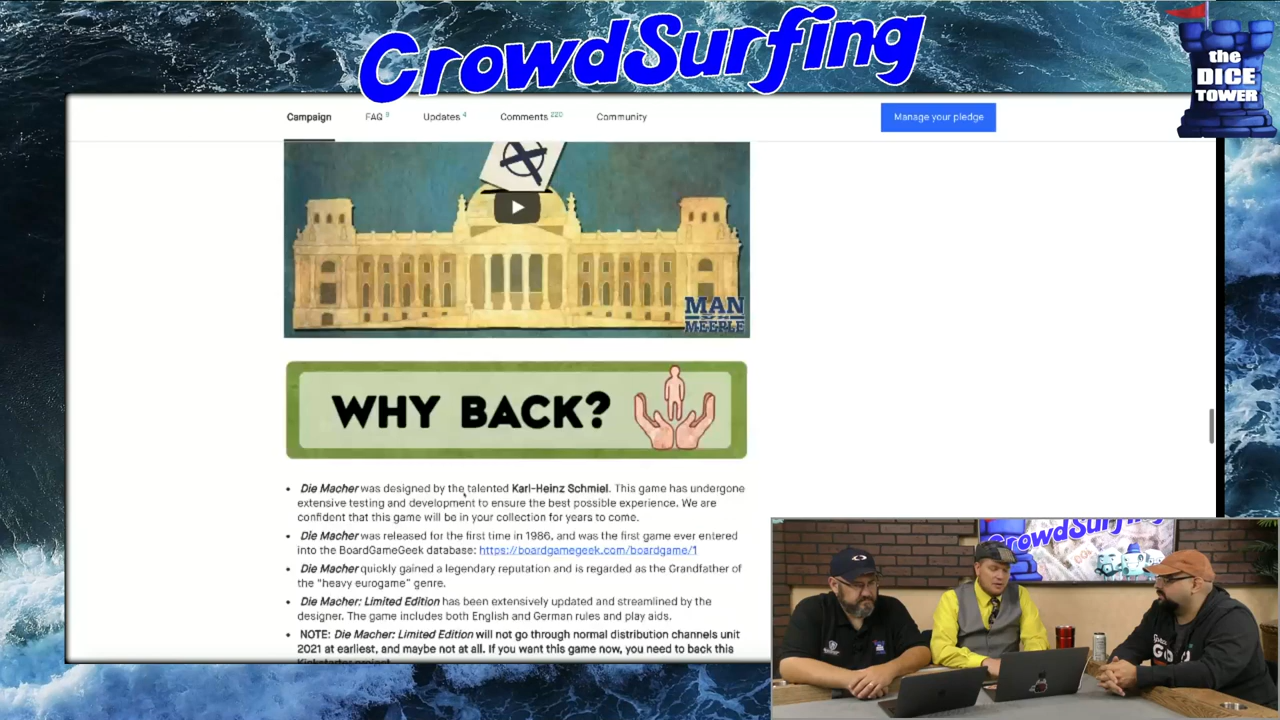 CrowdSurfing
the
DICE
TOWER
Campaign FAQ 9 Updates 4 Comments 220 Community Manage your pledge
MAN
MEEPLE
WHY BACK?
• Die Macher was designed by the talented Karl-Heinz Schmiel. This game has undergone
extensive testing and development to ensure the best possible experience. We are
confident that this game will be in your collection for years to come.
• Die Macher was released for the first time in 1986, and was the first game ever entered
into the BoardGameGeek database: https://boardgamegeek.com/boardgame/1
• Die Macher quickly gained a legendary reputation and is regarded as the Grandfather of
the "heavy eurogame" genre.
• Die Macher: Limited Edition has been extensively updated and streamlined by the
designer. The game includes both English and German rules and play aids.
• NOTE: Die Macher: Limited Edition will not go through normal distribution channels unit
2021 at earliest, and maybe not at all. If you want this game now, you need to back this
Kickstarter project.
CrowdSurfing